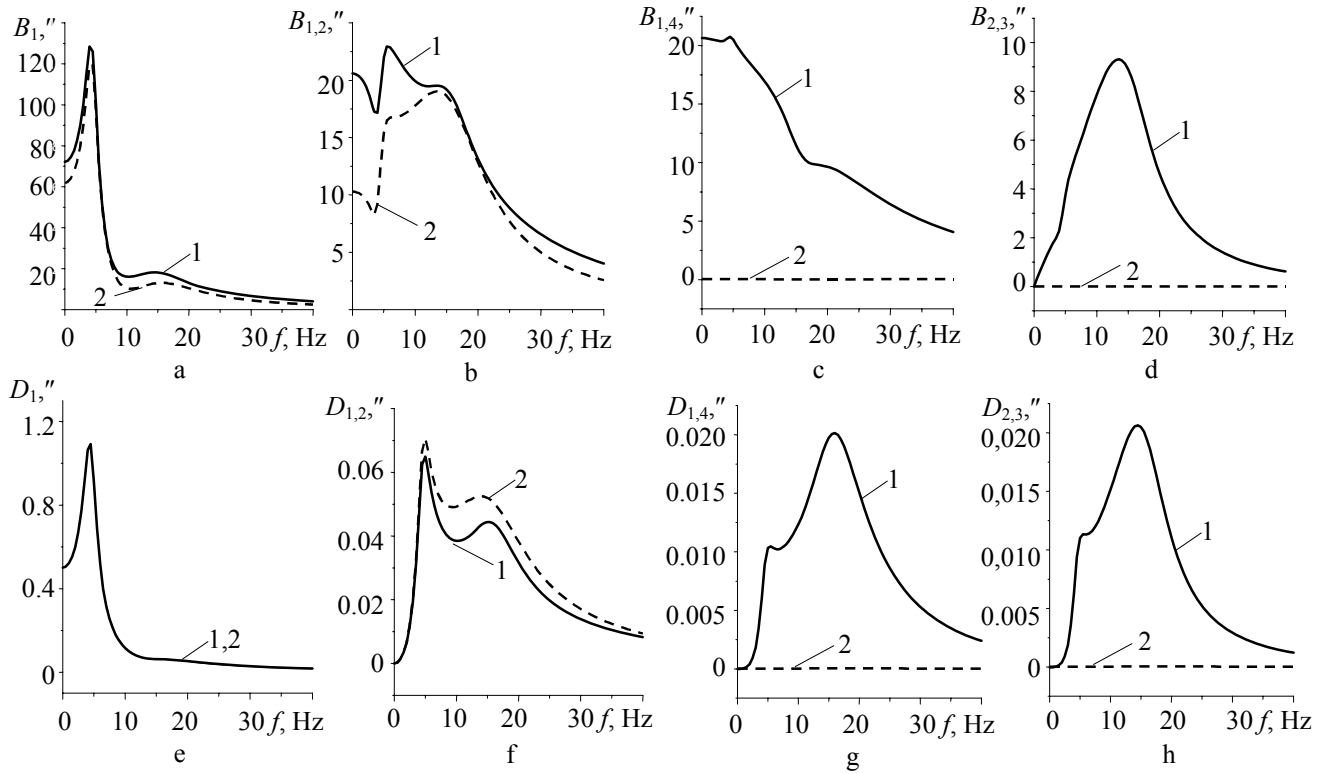 B₁,″
120
100
80
60
40
20
1
2
0 10 20 30 f, Hz
a
B₁,₂,″
20
15
10
5
1
2
0 10 20 30 f, Hz
b
B₁,₄,″
20
15
10
5
0
1
2
0 10 20 30 f, Hz
c
B₂,₃,″
10
8
6
4
2
0
1
2
0 10 20 30 f, Hz
d
D₁,″
1.2
0.8
0.4
0
1,2
0 10 20 30 f, Hz
e
D₁,₂,″
0.06
0.04
0.02
0
2
1
0 10 20 30 f, Hz
f
D₁,₄,″
0.020
0.015
0.010
0.005
0
1
2
0 10 20 30 f, Hz
g
D₂,₃,″
0,020
0,015
0,010
0.005
0
1
2
0 10 20 30 f, Hz
h